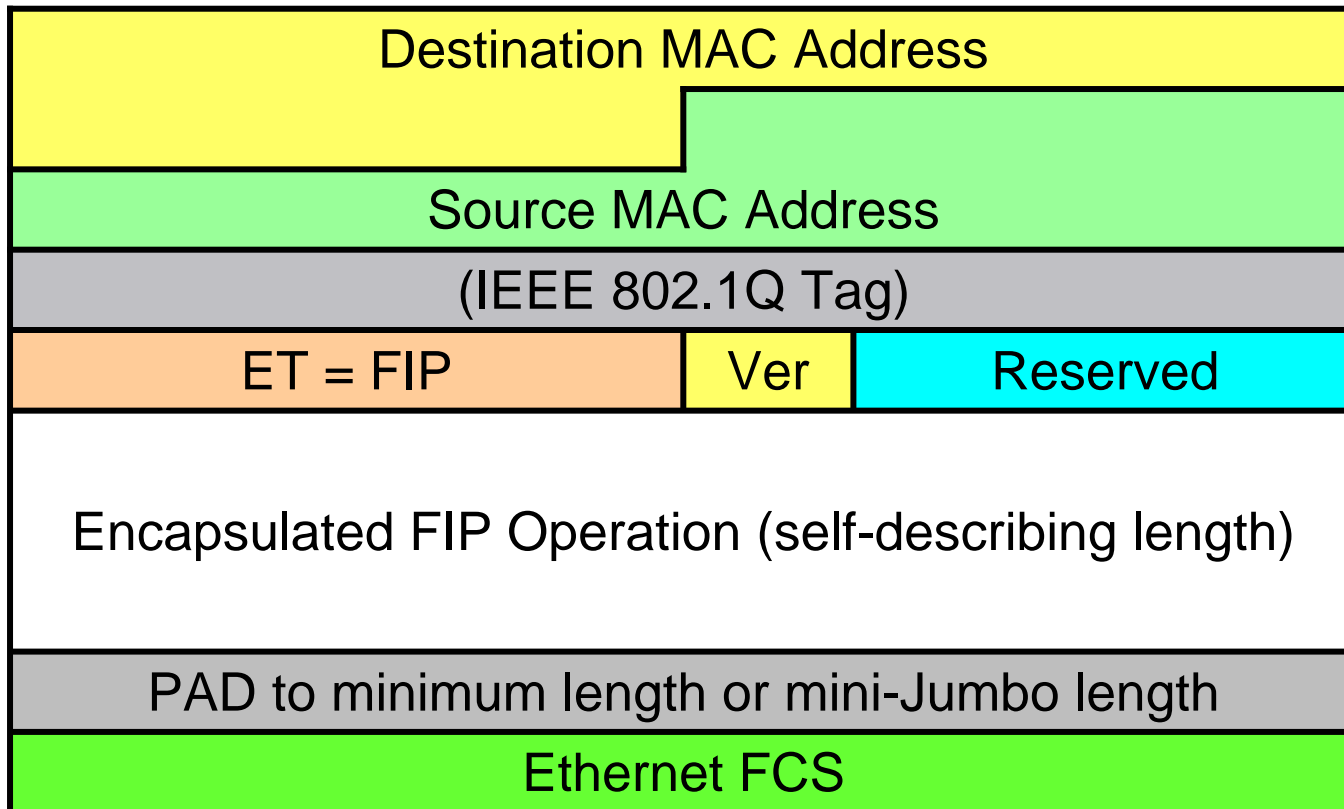 Destination MAC Address
Source MAC Address
(IEEE 802.1Q Tag)
ET = FIP
Ver
Reserved
Encapsulated FIP Operation (self-describing length)
PAD to minimum length or mini-Jumbo length
Ethernet FCS